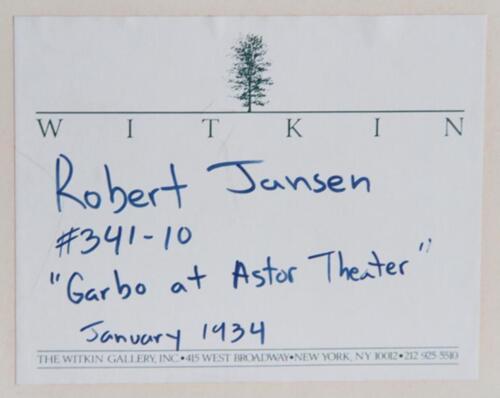 W I T K I N
Robert Jansen
#341-10
"Garbo at Astor Theater"
January 1934
THE WITKIN GALLERY, INC•415 WEST BROADWAY•NEW YORK, NY 10012•212 925-5510